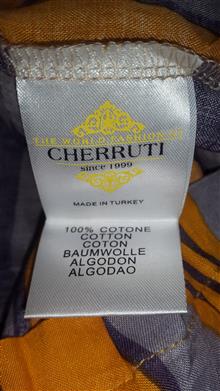 THE WORLD FASHION OF
CHERRUTI
since 1999
MADE IN TURKEY
100% COTONE
COTTON
COTON
BAUMWOLLE
ALGODON
ALGODAO